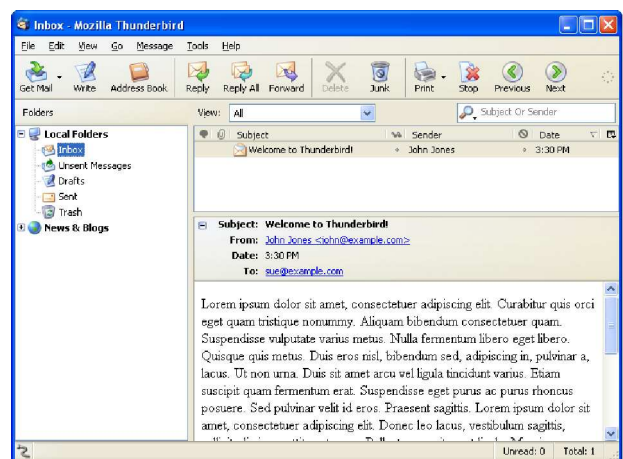 Inbox - Mozilla Thunderbird
File Edit View Go Message Tools Help
Get Mail Write Address Book Reply Reply All Forward Delete Junk Print Stop Previous Next
Folders View: All Subject Or Sender
Local Folders
Inbox
Unsent Messages
Drafts
Sent
Trash
News & Blogs
Subject Sender Date
Welcome to Thunderbird! John Jones 3:30 PM
Subject: Welcome to Thunderbird!
From: John Jones <john@example.com>
Date: 3:30 PM
To: sue@example.com
Lorem ipsum dolor sit amet, consectetuer adipiscing elit. Curabitur quis orci
eget quam tristique nonummy. Aliquam bibendum consectetuer quam.
Suspendisse vulputate varius metus. Nulla fermentum libero eget libero.
Quisque quis metus. Duis eros nisl, bibendum sed, adipiscing in, pulvinar a,
lacus. Ut non urna. Duis sit amet arcu vel ligula tincidunt varius. Etiam
suscipit quam fermentum erat. Suspendisse eget purus ac purus rhoncus
posuere. Sed pulvinar velit id eros. Praesent sagittis. Lorem ipsum dolor sit
amet, consectetuer adipiscing elit. Donec leo lacus, vestibulum sagittis,
Unread: 0 Total: 1